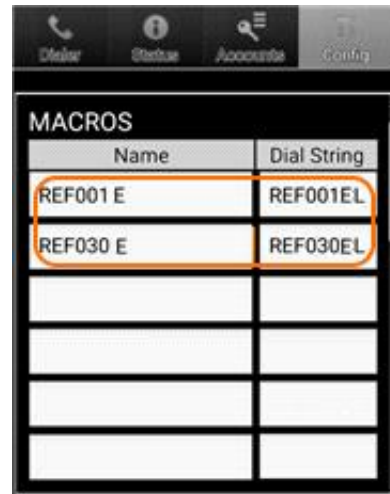 Dialer Status Accounts Config
MACROS
Name Dial String
REF001 E REF001EL
REF030 E REF030EL